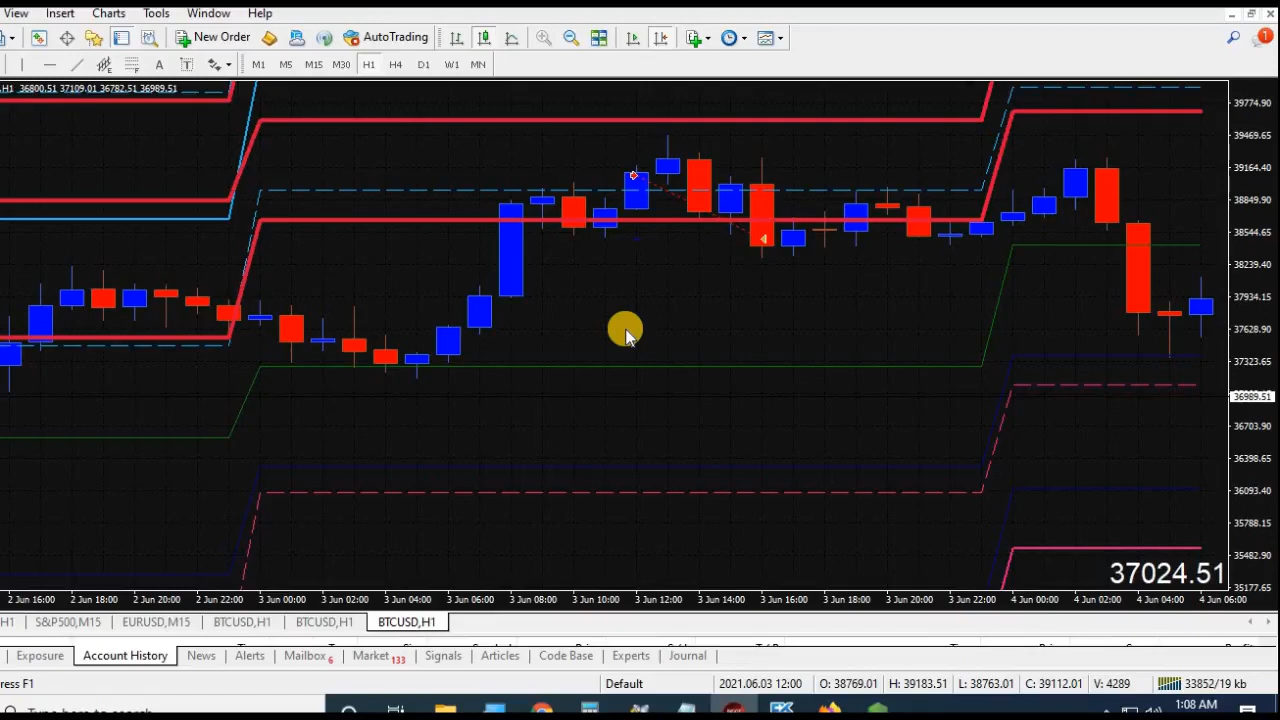 View Insert Charts Tools Window Help
New Order AutoTrading 1
A T M1 M5 M15 M30 H1 H4 D1 W1 MN
,H1 36800.51 37109.01 36782.51 36989.51
39774.90
39469.65
39164.40
38849.90
38544.65
38239.40
37934.15
37628.90
37323.65
36989.51
36703.90
36398.65
36093.40
35788.15
35482.90
37024.51
35177.65
2 Jun 16:00 2 Jun 18:00 2 Jun 20:00 2 Jun 22:00 3 Jun 00:00 3 Jun 02:00 3 Jun 04:00 3 Jun 06:00 3 Jun 08:00 3 Jun 10:00 3 Jun 12:00 3 Jun 14:00 3 Jun 16:00 3 Jun 18:00 3 Jun 20:00 3 Jun 22:00 4 Jun 00:00 4 Jun 02:00 4 Jun 04:00 4 Jun 06:00
H1 S&P500,M15 EURUSD,M15 BTCUSD,H1 BTCUSD,H1 BTCUSD,H1
Exposure Account History News Alerts Mailbox 6 Market 133 Signals Articles Code Base Experts Journal
ress F1 Default 2021.06.03 12:00 O: 38769.01 H: 39183.51 L: 38763.01 C: 39112.01 V: 4289 33852/19 kb
Type here to search 1:08 AM